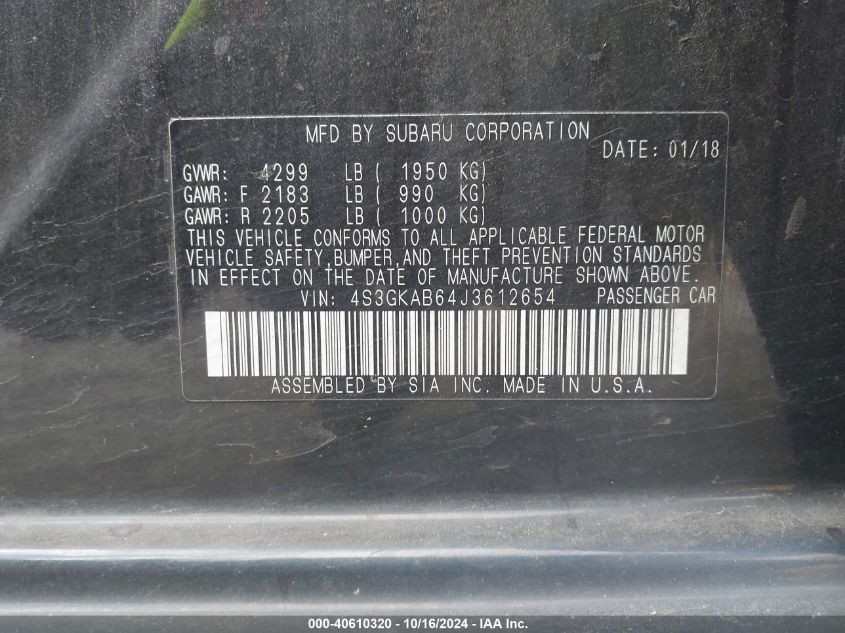 MFD BY SUBARU CORPORATION
DATE: 01/18
GVWR: 4299 LB ( 1950 KG)
GAWR: F 2183 LB ( 990 KG)
GAWR: R 2205 LB ( 1000 KG)
THIS VEHICLE CONFORMS TO ALL APPLICABLE FEDERAL MOTOR
VEHICLE SAFETY,BUMPER,AND THEFT PREVENTION STANDARDS
IN EFFECT ON THE DATE OF MANUFACTURE SHOWN ABOVE.
VIN: 4S3GKAB64J3612654 PASSENGER CAR
ASSEMBLED BY SIA INC. MADE IN U.S.A.
000-40610320 - 10/16/2024 - IAA Inc.